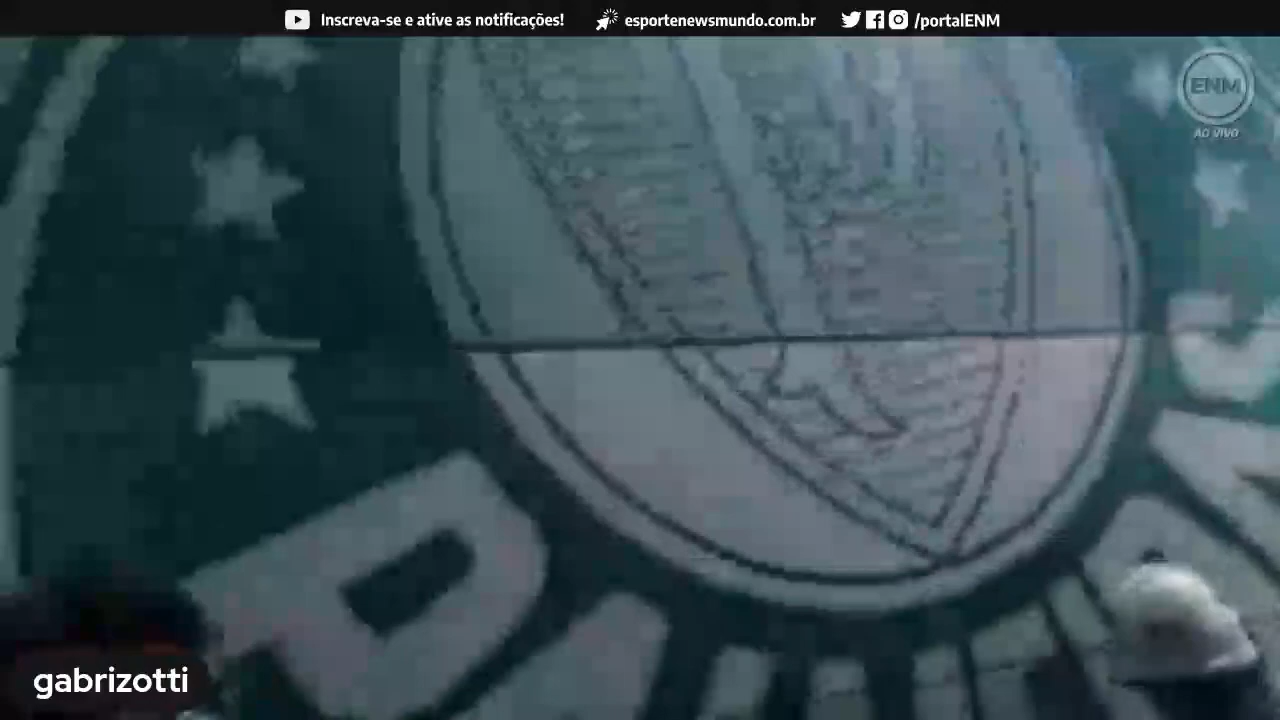 Inscreva-se e ative as notificações! esportenewsmundo.com.br /portalENM
ENM
AO VIVO
gabrizotti